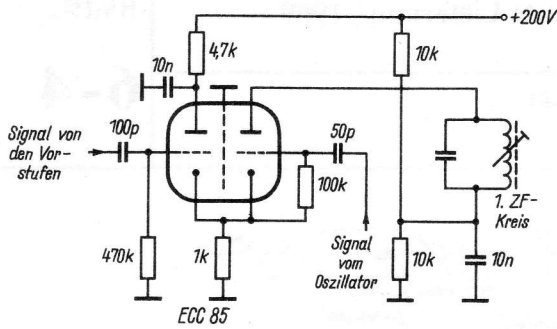 +200V
4,7k
10k
10n
100p
50p
Signal von
den Vor-
stufen
100k
1. ZF-
Kreis
470k
1k
Signal
vom
Oszillator
10k
10n
ECC 85